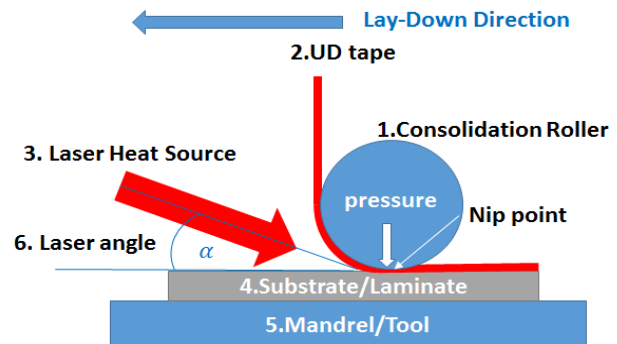 Lay-Down Direction
2.UD tape
1.Consolidation Roller
3. Laser Heat Source
pressure
Nip point
6. Laser angle
α
4.Substrate/Laminate
5.Mandrel/Tool